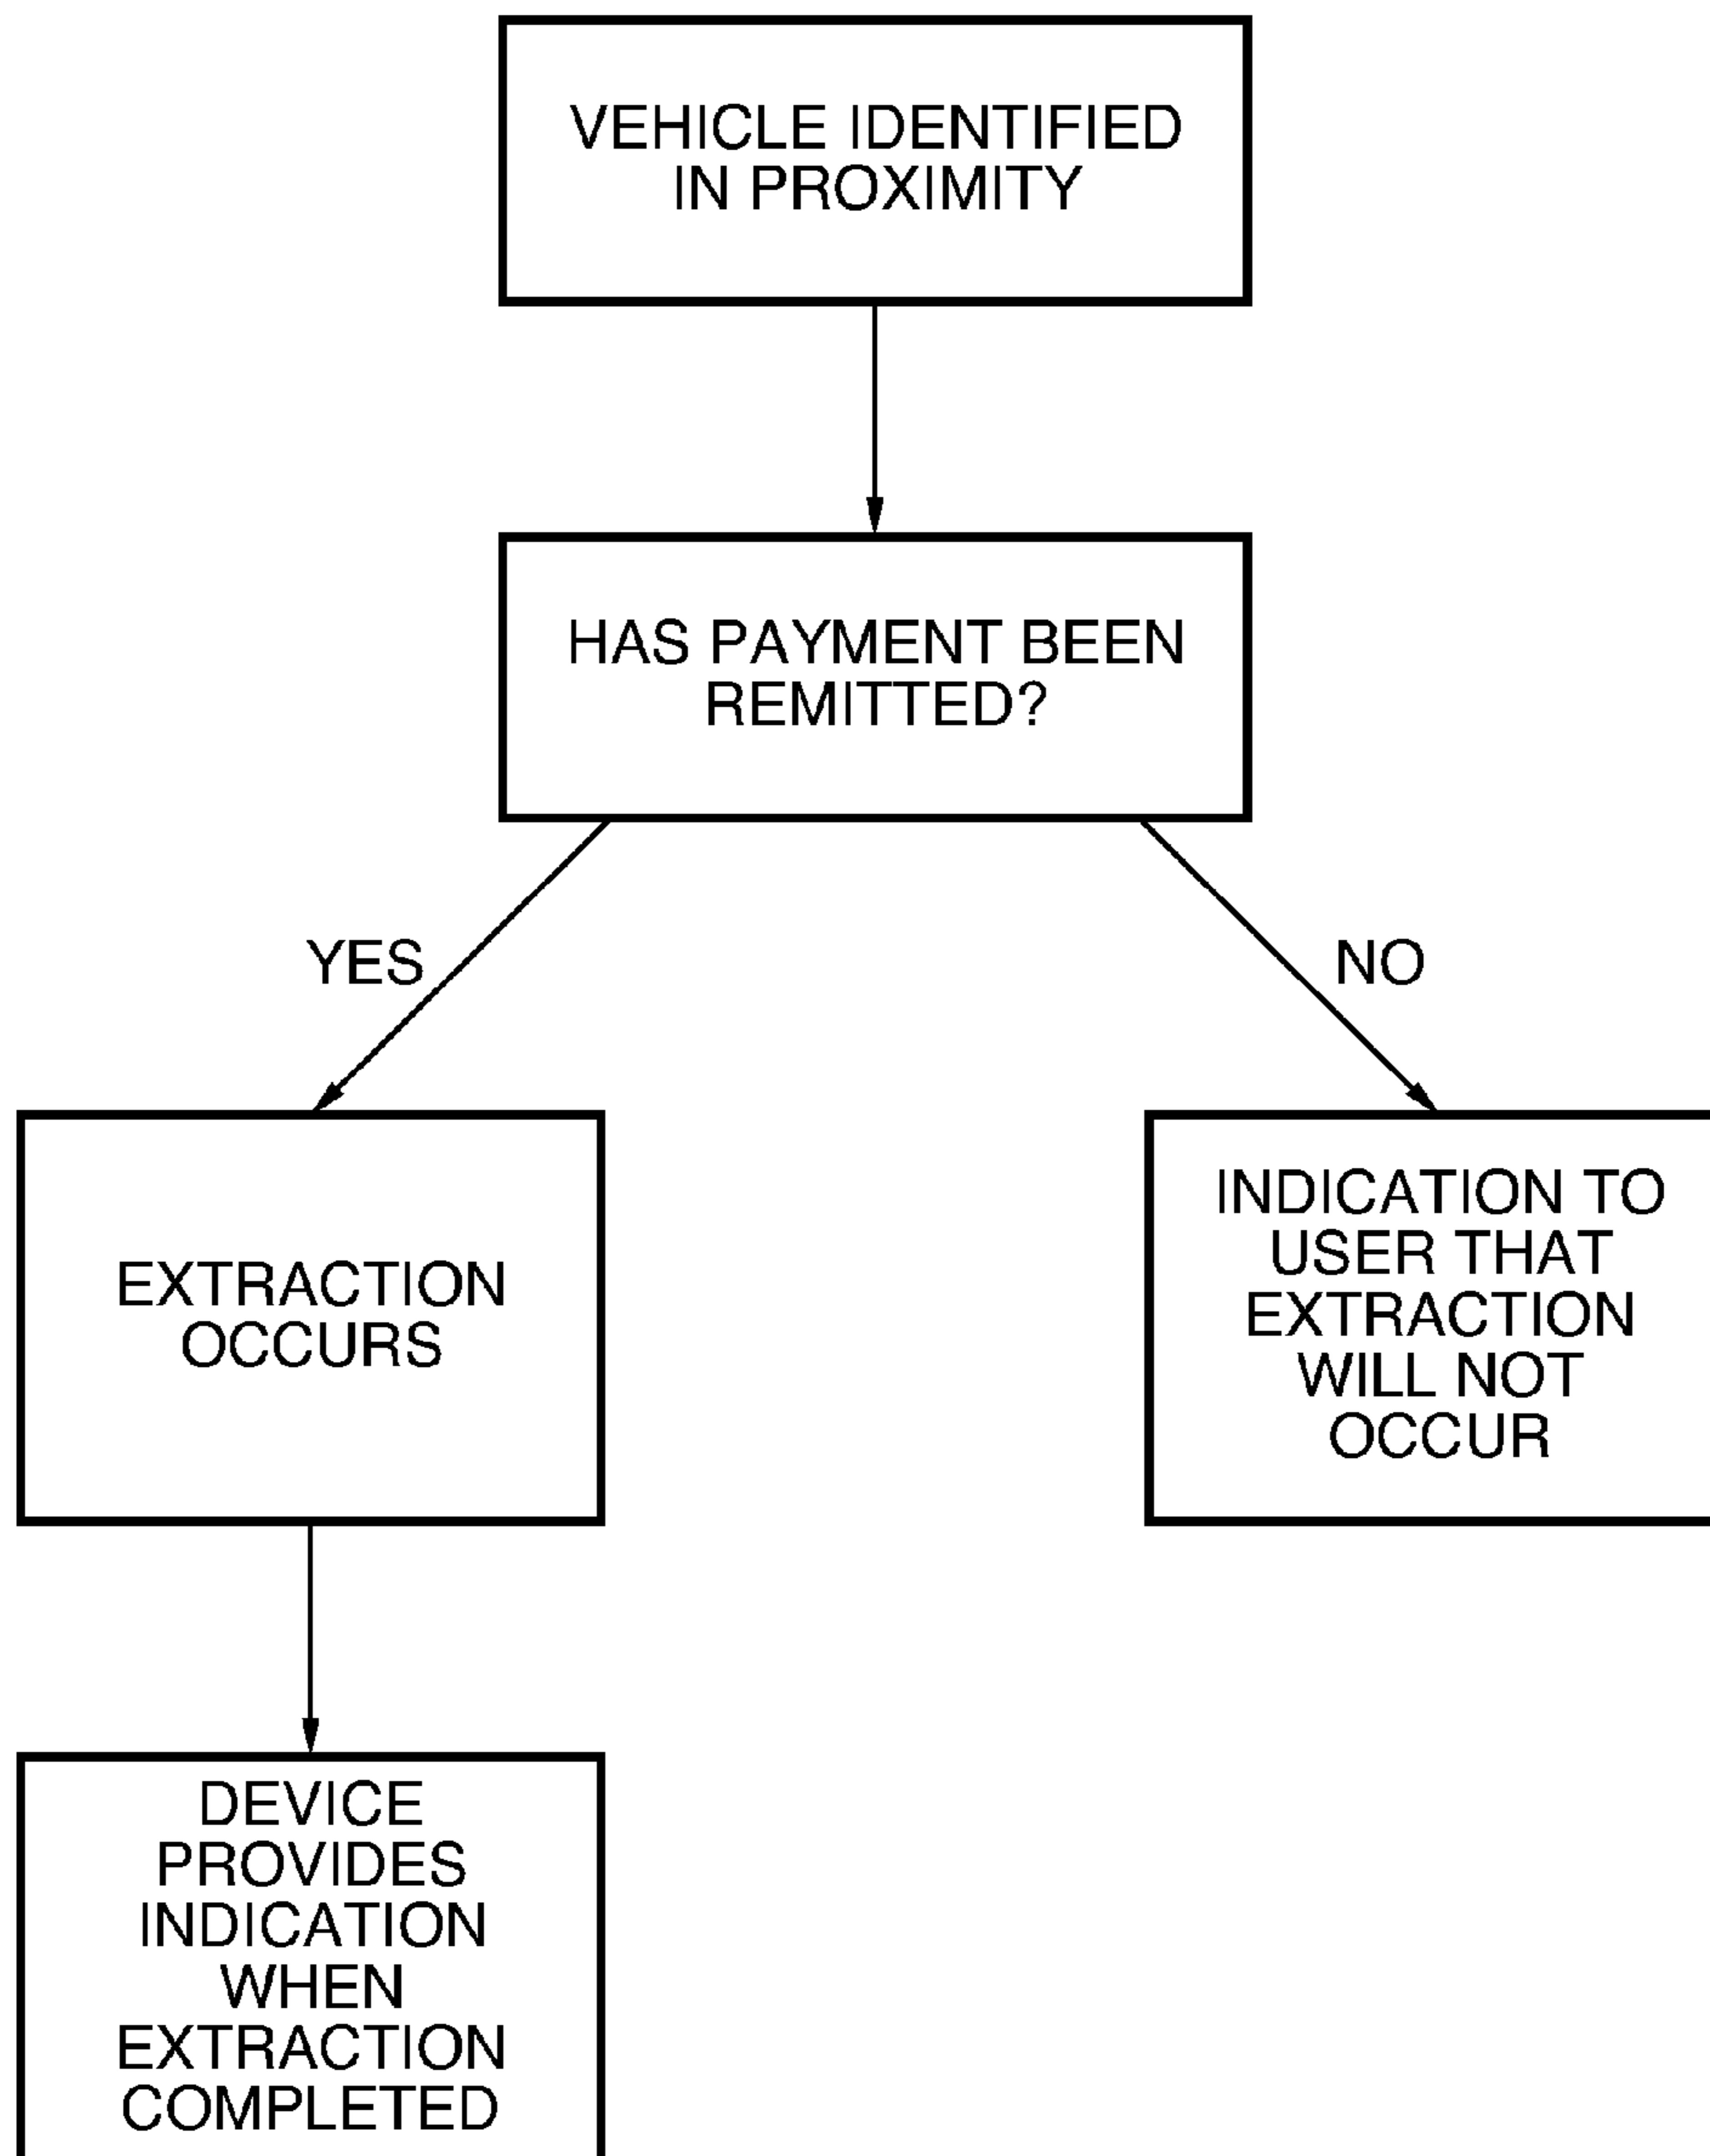 VEHICLE IDENTIFIED
IN PROXIMITY
HAS PAYMENT BEEN
REMITTED?
YES
NO
EXTRACTION
OCCURS
INDICATION TO
USER THAT
EXTRACTION
WILL NOT
OCCUR
DEVICE
PROVIDES
INDICATION
WHEN
EXTRACTION
COMPLETED